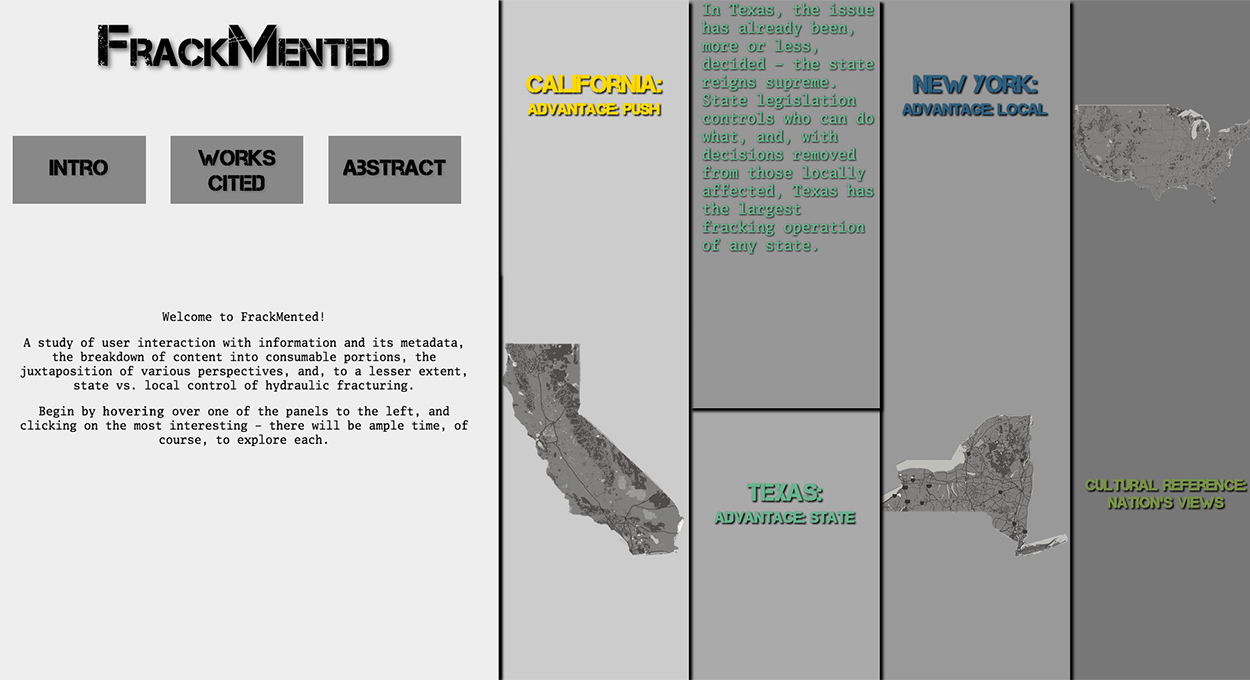 FrackMented
INTRO
WORKS
CITED
ABSTRACT
Welcome to FrackMented!
A study of user interaction with information and its metadata,
the breakdown of content into consumable portions, the
juxtaposition of various perspectives, and, to a lesser extent,
state vs. local control of hydraulic fracturing.
Begin by hovering over one of the panels to the left, and
clicking on the most interesting – there will be ample time, of
course, to explore each.
CALIFORNIA:
ADVANTAGE: PUSH
In Texas, the issue
has already been,
more or less,
decided – the state
reigns supreme.
State legislation
controls who can do
what, and, with
decisions removed
from those locally
affected, Texas has
the largest
fracking operation
of any state.
TEXAS:
ADVANTAGE: STATE
NEW YORK:
ADVANTAGE: LOCAL
CULTURAL REFERENCE:
NATION'S VIEWS